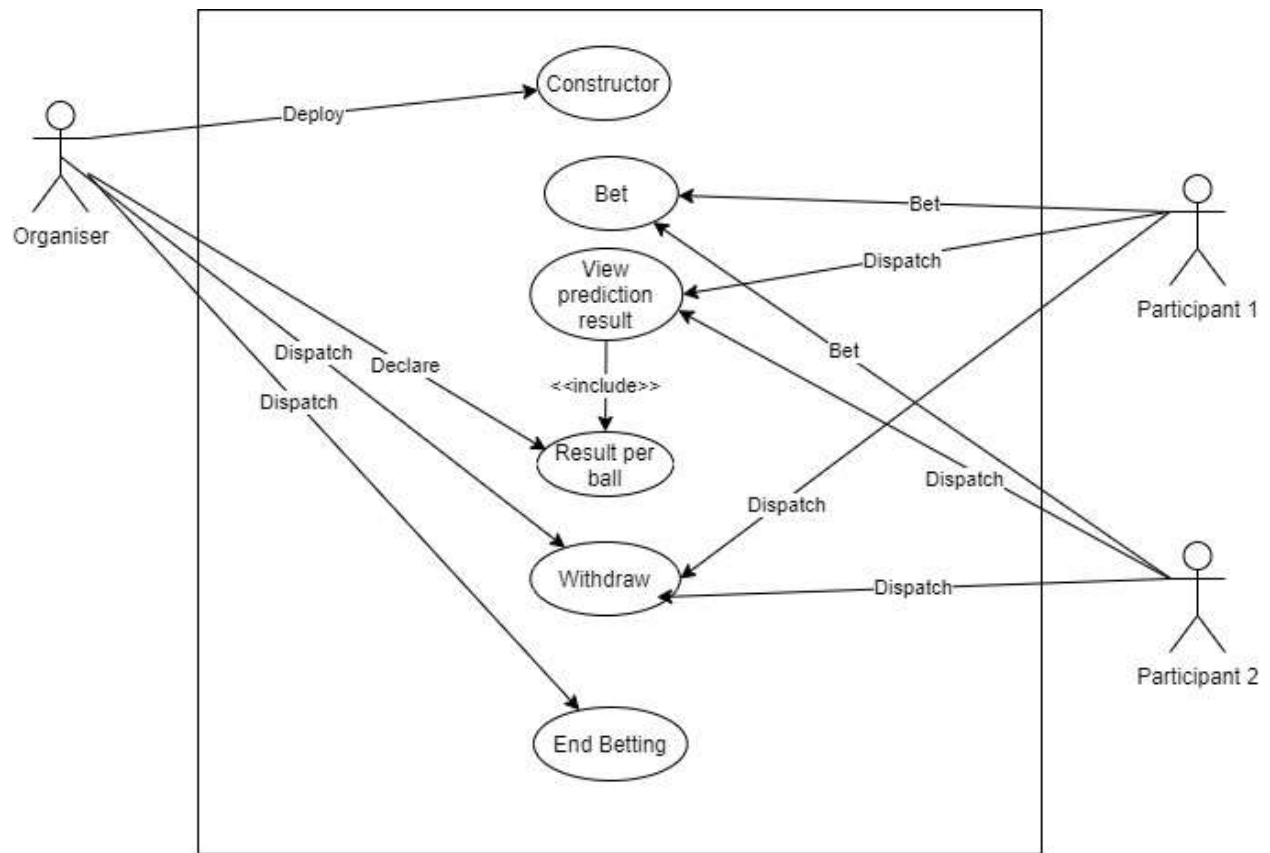 Constructor
Deploy
Organiser
Bet
Bet
View
prediction
result
Dispatch
Participant 1
Dispatch
Declare
Dispatch
<<include>>
Bet
Result per
ball
Dispatch
Dispatch
Withdraw
Dispatch
Participant 2
End Betting